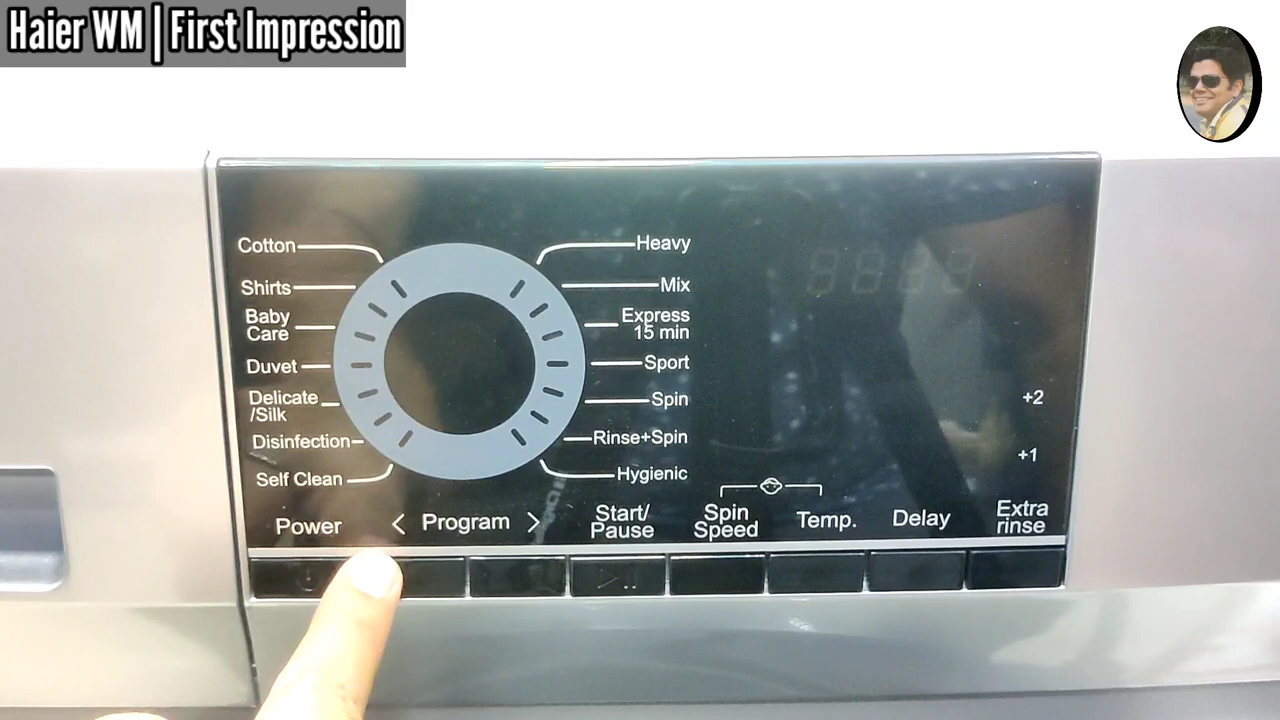 Haier WM | First Impression
Cotton
Shirts
Baby
Care
Duvet
Delicate
/Silk
Disinfection
Self Clean
Heavy
Mix
Express
15 min
Sport
Spin
Rinse+Spin
Hygienic
+2
+1
Power
< Program >
Start/
Pause
Spin
Speed
Temp.
Delay
Extra
rinse